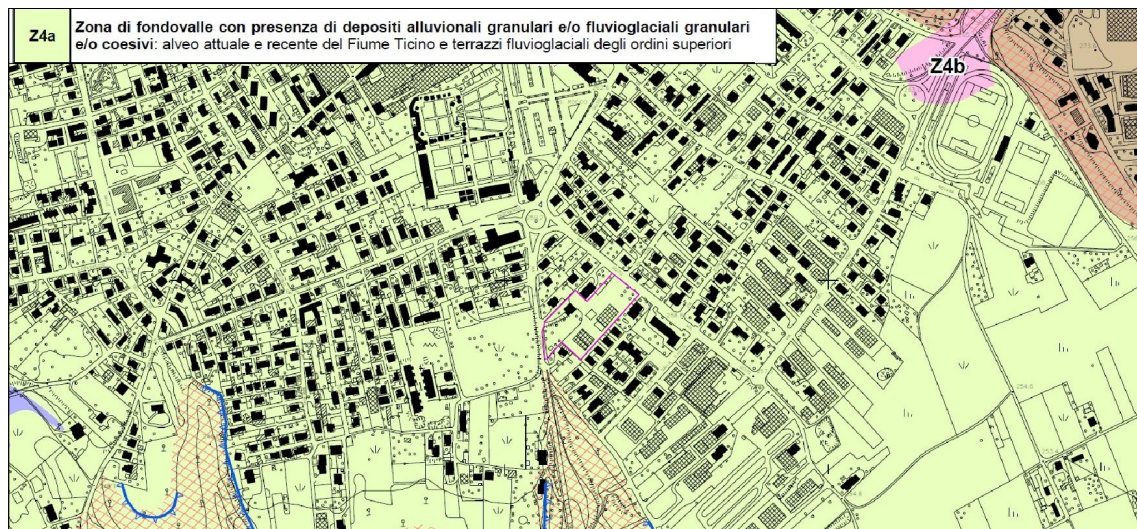 Z4a
Zona di fondovalle con presenza di depositi alluvionali granulari e/o fluvioglaciali granulari
e/o coesivi: alveo attuale e recente del Fiume Ticino e terrazzi fluvioglaciali degli ordini superiori
Z4b